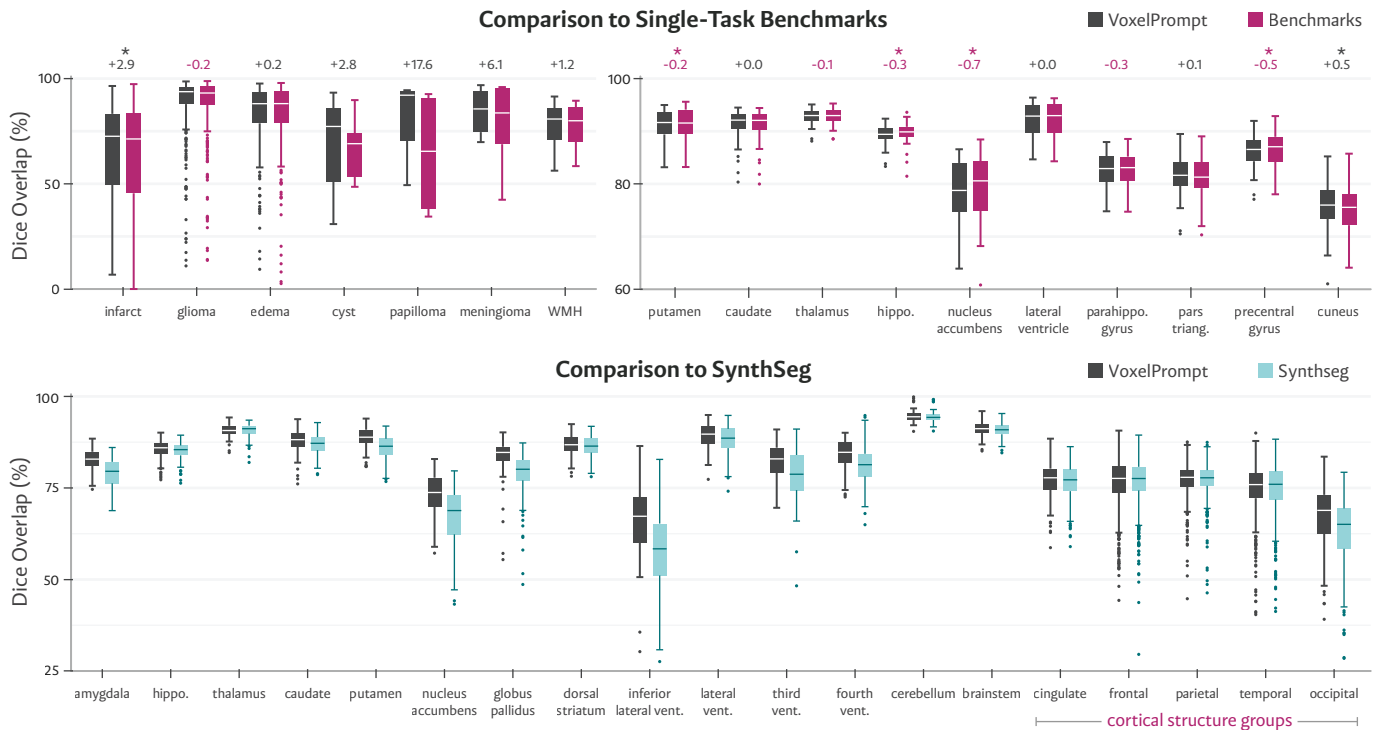 Comparison to Single-Task Benchmarks
VoxelPrompt Benchmarks
* * * * * *
+2.9 -0.2 +0.2 +2.8 +17.6 +6.1 +1.2 -0.2 +0.0 -0.1 -0.3 -0.7 +0.0 -0.3 +0.1 -0.5 +0.5
Dice Overlap (%)
100 50 0
100 80 60
infarct glioma edema cyst papilloma meningioma WMH
putamen caudate thalamus hippo. nucleus lateral parahippo. pars precentral cuneus
accumbens ventricle gyrus triang. gyrus
Comparison to SynthSeg
VoxelPrompt Synthseg
Dice Overlap (%)
100
75
50
25
amygdala hippo. thalamus caudate putamen nucleus globus dorsal inferior lateral third fourth cerebellum brainstem cingulate frontal parietal temporal occipital
accumbens pallidus striatum lateral vent. vent. vent. vent.
cortical structure groups